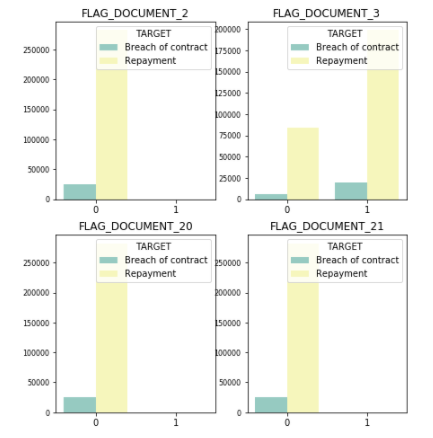 FLAG_DOCUMENT_2
FLAG_DOCUMENT_3
TARGET
Breach of contract
Repayment
250000
200000
150000
100000
50000
0
0 1
TARGET
Breach of contract
Repayment
200000
175000
150000
125000
100000
75000
50000
25000
0
0 1
FLAG_DOCUMENT_20
FLAG_DOCUMENT_21
TARGET
Breach of contract
Repayment
250000
200000
150000
100000
50000
0
0 1
TARGET
Breach of contract
Repayment
250000
200000
150000
100000
50000
0
0 1